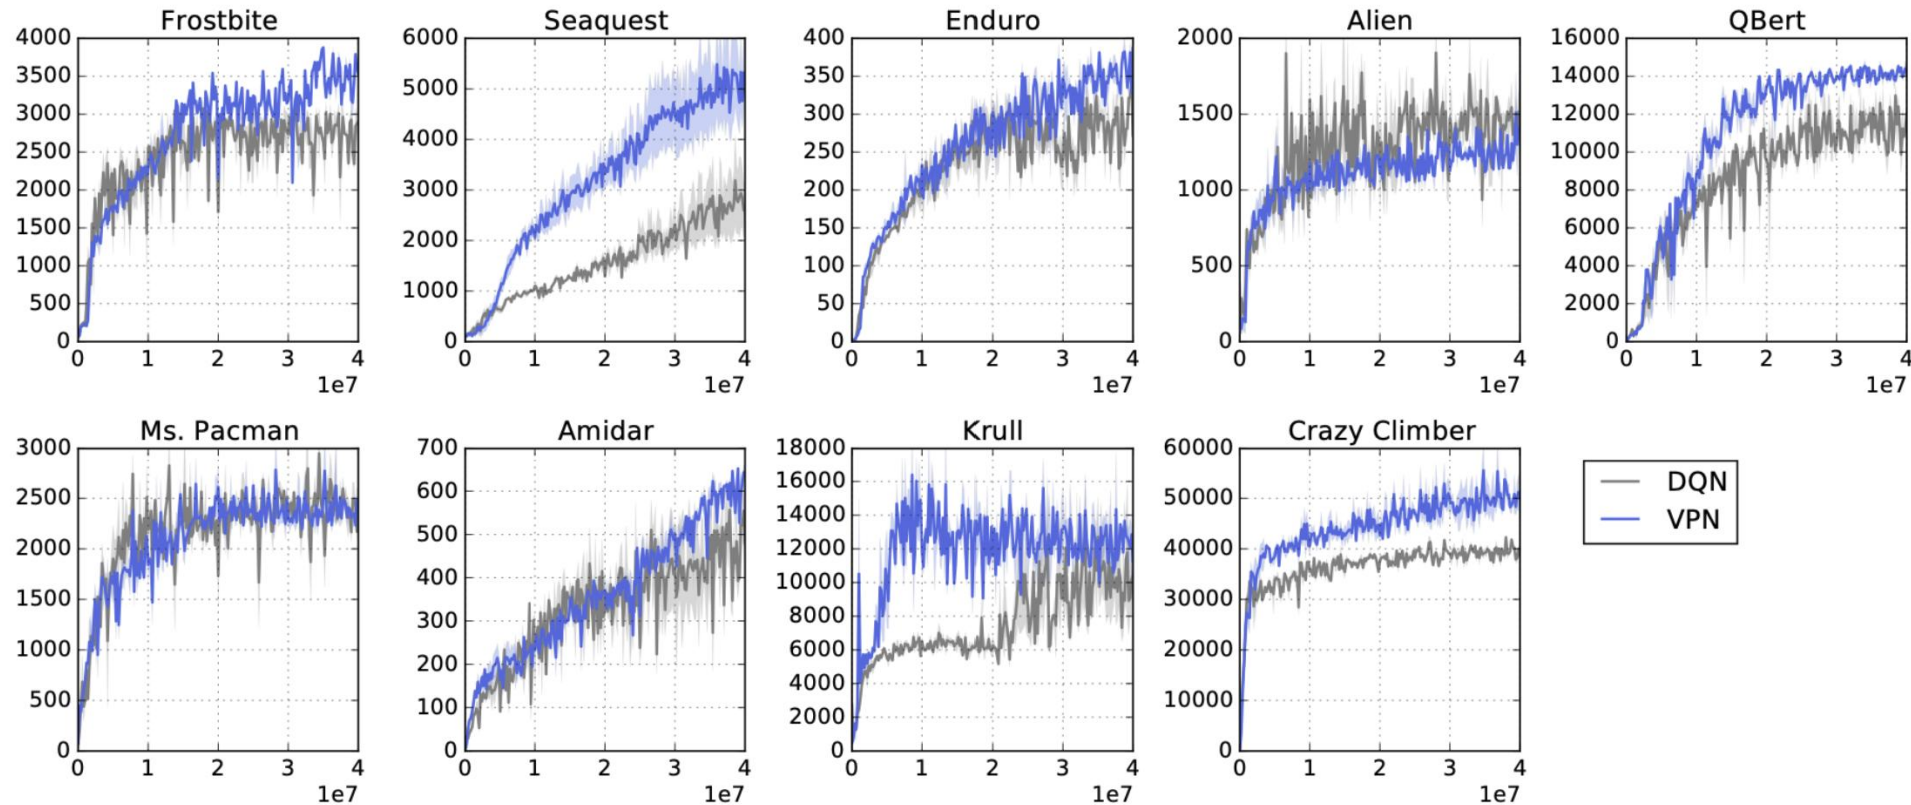 Frostbite
4000
3500
3000
2500
2000
1500
1000
500
0
0 1 2 3 4
1e7
Seaquest
6000
5000
4000
3000
2000
1000
0
0 1 2 3 4
1e7
Enduro
400
350
300
250
200
150
100
50
0
0 1 2 3 4
1e7
Alien
2000
1500
1000
500
0
0 1 2 3 4
1e7
QBert
16000
14000
12000
10000
8000
6000
4000
2000
0
0 1 2 3 4
1e7
Ms. Pacman
3000
2500
2000
1500
1000
500
0
0 1 2 3 4
1e7
Amidar
700
600
500
400
300
200
100
0
0 1 2 3 4
1e7
Krull
18000
16000
14000
12000
10000
8000
6000
4000
2000
0
0 1 2 3 4
1e7
Crazy Climber
60000
50000
40000
30000
20000
10000
0
0 1 2 3 4
1e7
DQN
VPN